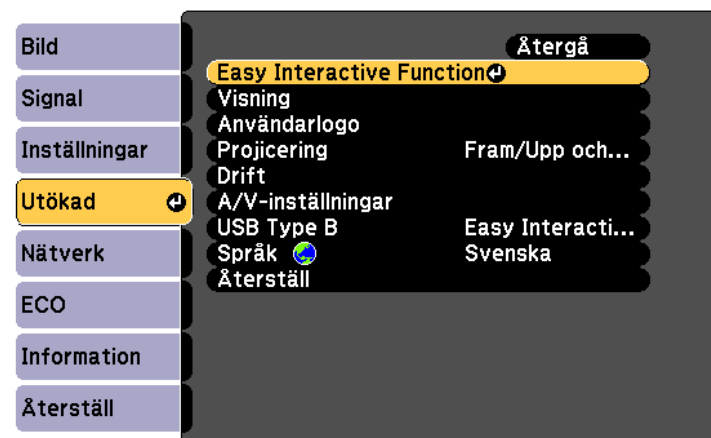 Bild
Signal
Inställningar
Utökad
Nätverk
ECO
Information
Återställ
Återgå
Easy Interactive Function
Visning
Användarlogo
Projicering Fram/Upp och...
Drift
A/V-inställningar
USB Type B Easy Interacti...
Språk Svenska
Återställ